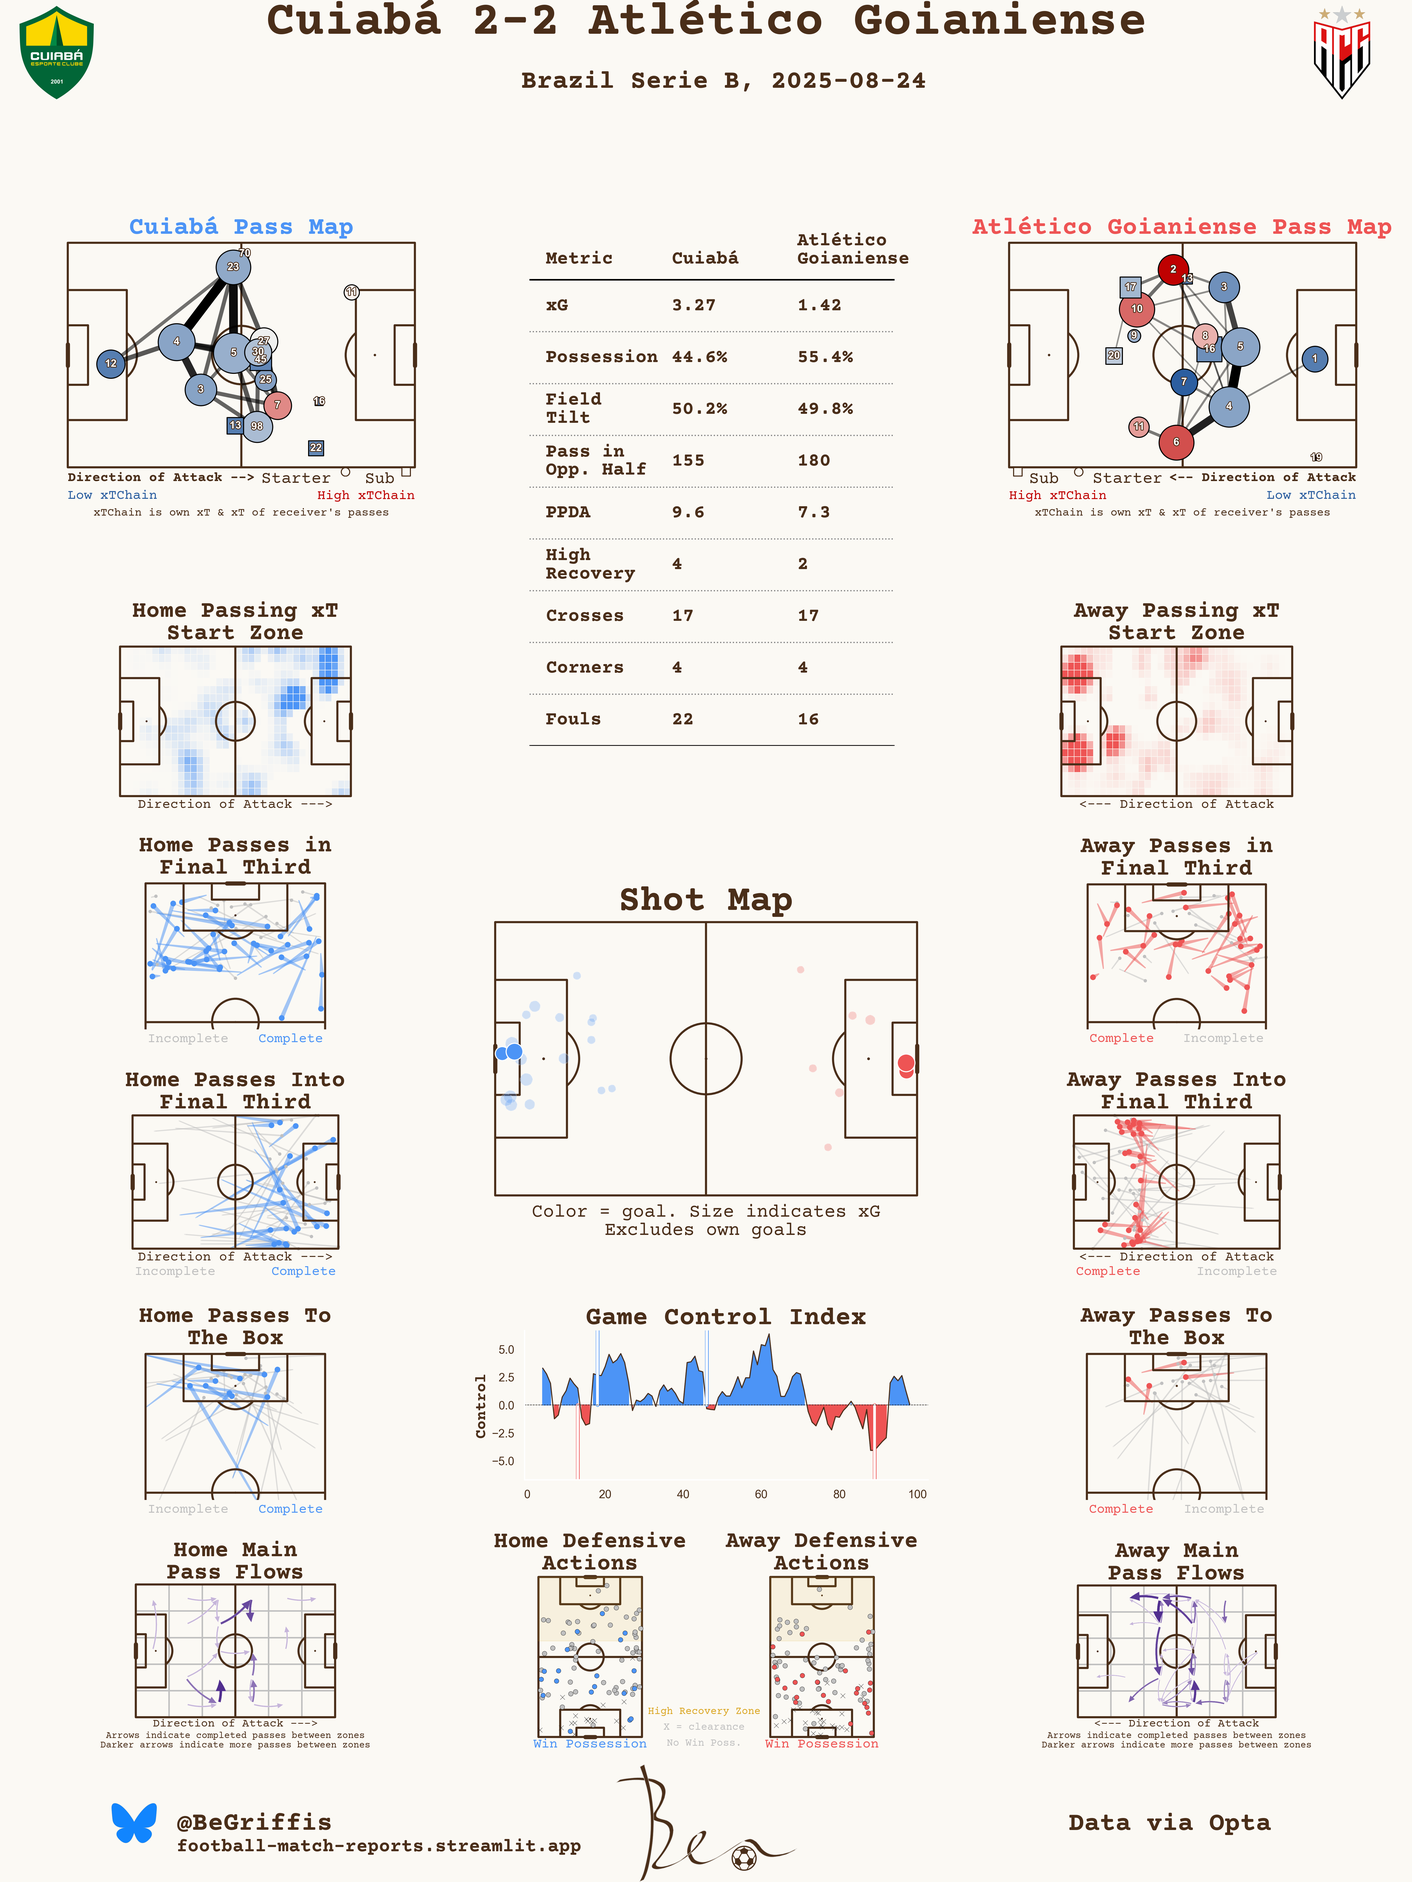 Cuiabá 2-2 Atlético Goianiense
Brazil Serie B, 2025-08-24
CUIABÁ
ESPORTE CLUBE
2001
ACG
Cuiabá Pass Map
70
23
11
4
27
12
5
30
45
3
25
7
16
13
98
22
Direction of Attack --> Starter Sub
Low xTChain High xTChain
xTChain is own xT & xT of receiver's passes
Metric Cuiabá Atlético Goianiense
xG 3.27 1.42
Possession 44.6% 55.4%
Field Tilt 50.2% 49.8%
Pass in Opp. Half 155 180
PPDA 9.6 7.3
High Recovery 4 2
Crosses 17 17
Corners 4 4
Fouls 22 16
Atlético Goianiense Pass Map
2
13
17
3
10
9
8
16
5
20
1
7
4
11
6
19
Sub Starter <-- Direction of Attack
High xTChain Low xTChain
xTChain is own xT & xT of receiver's passes
Home Passing xT
Start Zone
Direction of Attack --->
Away Passing xT
Start Zone
<--- Direction of Attack
Home Passes in
Final Third
Incomplete Complete
Away Passes in
Final Third
Complete Incomplete
Shot Map
Color = goal. Size indicates xG
Excludes own goals
Home Passes Into
Final Third
Direction of Attack --->
Incomplete Complete
Away Passes Into
Final Third
<--- Direction of Attack
Complete Incomplete
Home Passes To
The Box
Incomplete Complete
Game Control Index
Control
5.0
2.5
0.0
−2.5
−5.0
0 20 40 60 80 100
Away Passes To
The Box
Complete Incomplete
Home Main
Pass Flows
Direction of Attack --->
Arrows indicate completed passes between zones
Darker arrows indicate more passes between zones
Home Defensive
Actions
Win Possession
Away Defensive
Actions
Win Possession
High Recovery Zone
X = clearance
No Win Poss.
Away Main
Pass Flows
<--- Direction of Attack
Arrows indicate completed passes between zones
Darker arrows indicate more passes between zones
@BeGriffis
football-match-reports.streamlit.app
Ben
Data via Opta